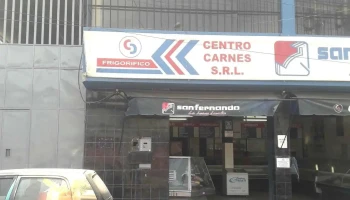 CENTRO
CARNES
S.R.L.
FRIGORIFICO
SAN
sanfernando